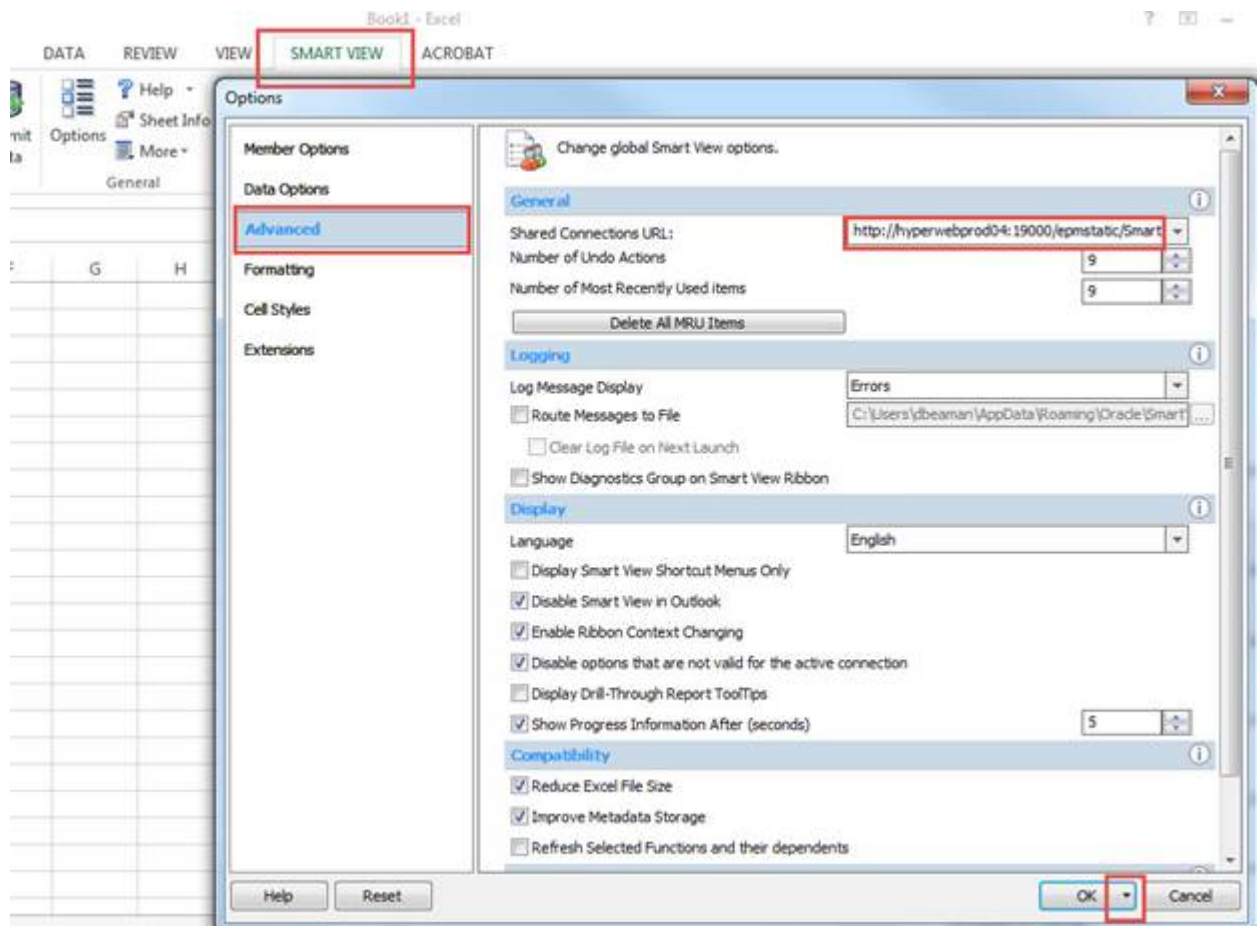 Book1 - Excel
?
DATA REVIEW VIEW SMART VIEW ACROBAT
Help
Sheet Info
More
Options
General
G H
Options
Member Options
Data Options
Advanced
Formatting
Cell Styles
Extensions
Change global Smart View options.
General
Shared Connections URL: http://hyperwebprod04:19000/epmstatic/Smart
Number of Undo Actions 9
Number of Most Recently Used items 9
Delete All MRU Items
Logging
Log Message Display Errors
Route Messages to File C:\Users\dbeaman\AppData\Roaming\Oracle\Smart\ ...
Clear Log File on Next Launch
Show Diagnostics Group on Smart View Ribbon
Display
Language English
Display Smart View Shortcut Menus Only
Disable Smart View in Outlook
Enable Ribbon Context Changing
Disable options that are not valid for the active connection
Display Drill-Through Report ToolTips
Show Progress Information After (seconds) 5
Compatibility
Reduce Excel File Size
Improve Metadata Storage
Refresh Selected Functions and their dependents
Help Reset OK Cancel